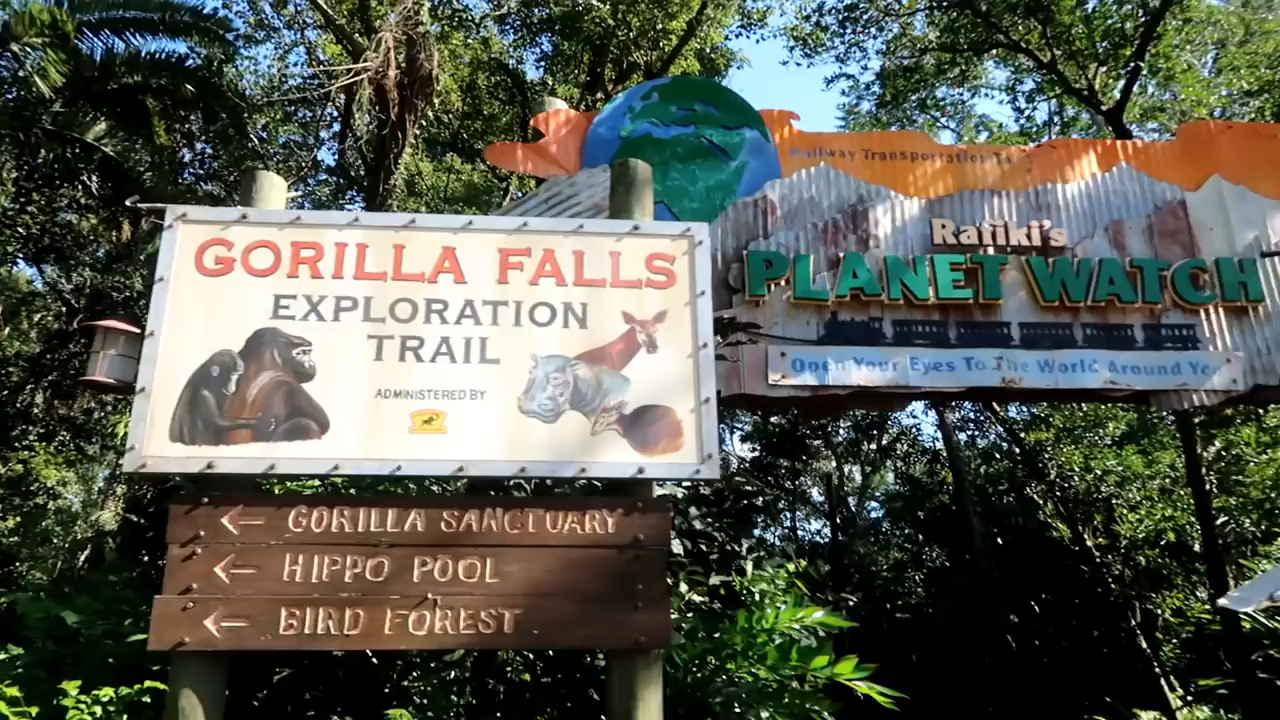 GORILLA FALLS
EXPLORATION
TRAIL
ADMINISTERED BY
← GORILLA SANCTUARY
← HIPPO POOL
← BIRD FOREST
Railway Transportation To
Rafiki's
PLANET WATCH
Open Your Eyes To The World Around You